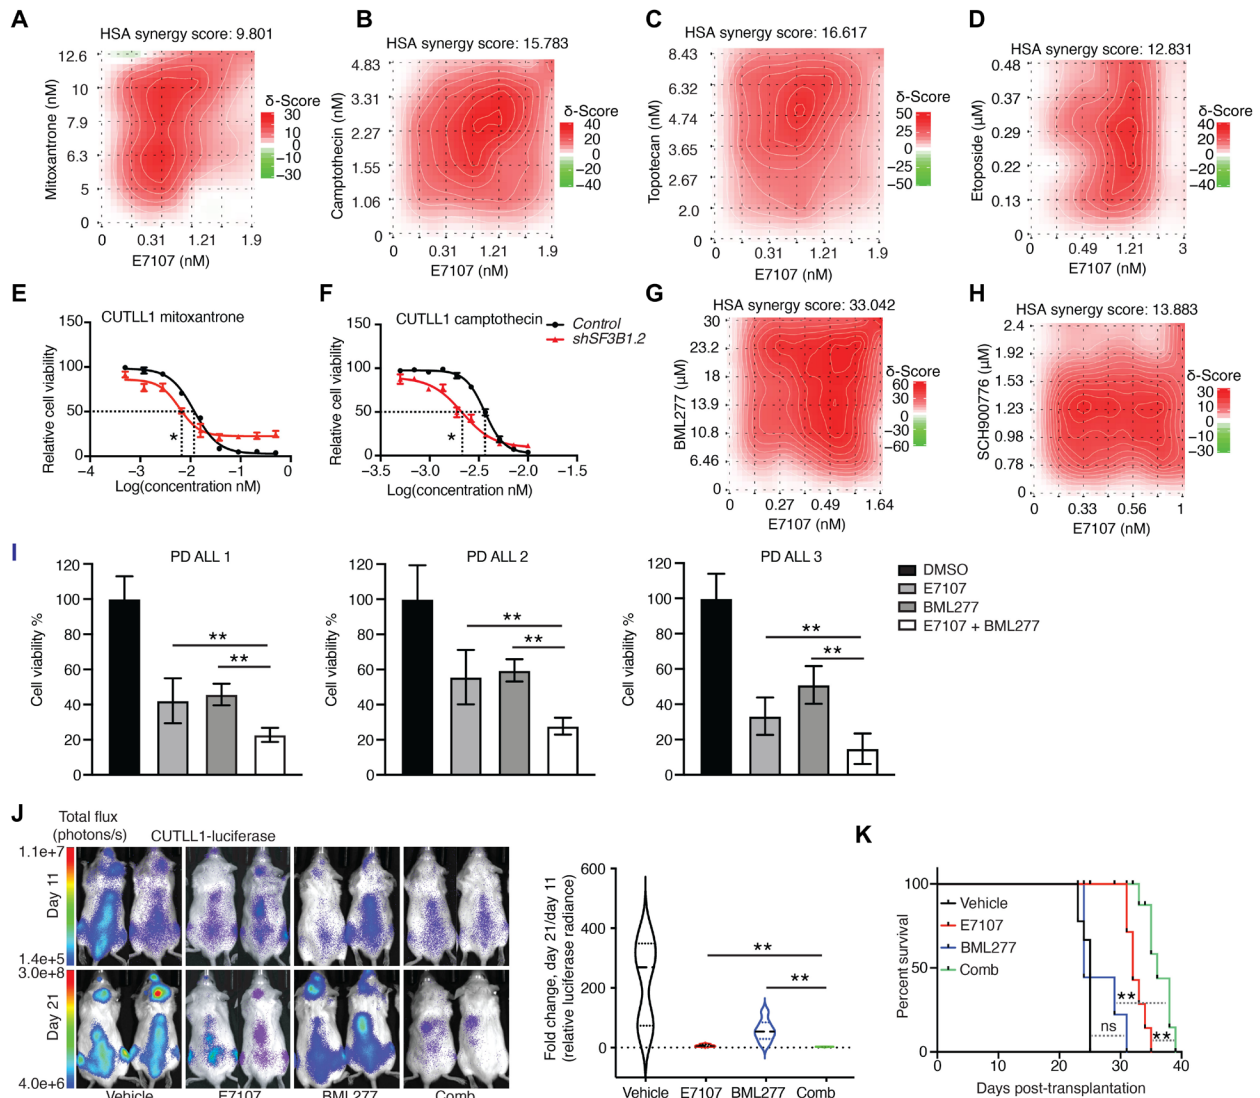 A
HSA synergy score: 9.801
Mitoxantrone (nM)
12.6
10
7.9
6.3
5
0
0 0.31 1.21 1.9
E7107 (nM)
δ-Score
30
20
10
0
−10
−20
−30
B
HSA synergy score: 15.783
Camptothecin (nM)
4.83
3.31
2.27
1.55
1.06
0
0 0.31 1.21 1.9
E7107 (nM)
δ-Score
40
20
0
−20
−40
C
HSA synergy score: 16.617
Topotecan (nM)
8.43
6.32
4.74
3.65
2.67
2.0
0
0 0.31 1.21 1.9
E7107 (nM)
δ-Score
50
25
0
−25
−50
D
HSA synergy score: 12.831
Etoposide (µM)
0.48
0.37
0.29
0.22
0.13
0
0 0.49 1.21 3
E7107 (nM)
δ-Score
40
20
0
−20
−40
E
CUTLL1 mitoxantrone
Relative cell viability
150
100
50
0
*
−4 −3 −2 −1 0
Log(concentration nM)
F
CUTLL1 camptothecin
Control
shSF3B1.2
Relative cell viability
150
100
50
0
*
−3.5 −3.0 −2.5 −2.0 −1.5
Log(concentration nM)
G
HSA synergy score: 33.042
BML277 (µM)
30
23.2
18
13.9
10.8
6.46
0
0 0.27 0.49 1.64
E7107 (nM)
δ-Score
60
30
0
−30
−60
H
HSA synergy score: 13.883
SCH900776 (µM)
2.4
1.92
1.53
1.23
0.98
0.78
0
0 0.33 0.56 1
E7107 (nM)
δ-Score
30
20
10
0
−10
−20
−30
I
PD ALL 1
Cell viability %
120
100
80
60
40
20
0
**
**
PD ALL 2
Cell viability %
120
100
80
60
40
20
0
**
**
PD ALL 3
Cell viability %
120
100
80
60
40
20
0
**
**
DMSO
E7107
BML277
E7107 + BML277
J
Total flux
(photons/s)
CUTLL1-luciferase
1.1e+7
Day 11
1.4e+5
3.0e+8
Day 21
4.0e+6
Vehicle E7107 BML277 Comb
Fold change, day 21/day 11
(relative luciferase radiance)
600
400
200
0
**
**
Vehicle E7107 BML277 Comb
K
Percent survival
100
50
0
Vehicle
E7107
BML277
Comb
**
ns
**
0 20 40
Days post-transplantation